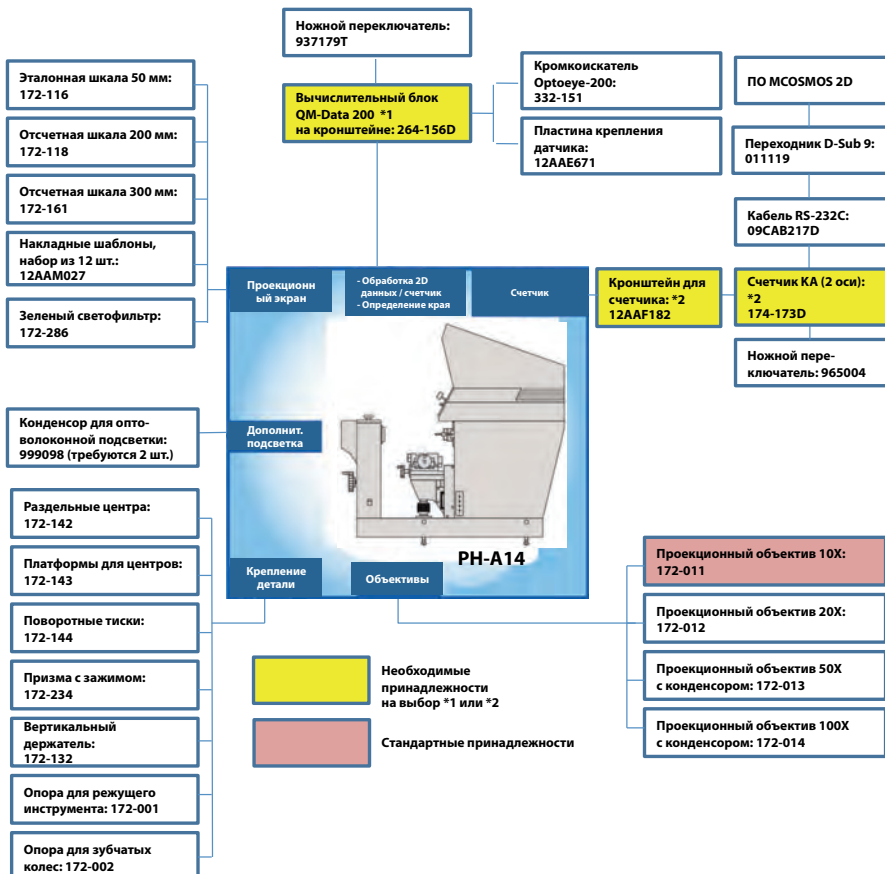 Ножной переключатель:
937179T
Эталонная шкала 50 мм:
172-116
Отсчетная шкала 200 мм:
172-118
Отсчетная шкала 300 мм:
172-161
Накладные шаблоны,
набор из 12 шт.:
12AAM027
Зеленый светофильтр:
172-286
Вычислительный блок
QM-Data 200 *1
на кронштейне: 264-156D
Кромкоискатель
Optoeye-200:
332-151
Пластина крепления
датчика:
12AAE671
ПО MCOSMOS 2D
Переходник D-Sub 9:
011119
Кабель RS-232C:
09CAB217D
Проекционн
ый экран
- Обработка 2D
данных / счетчик
- Определение края
Счетчик
Кронштейн для
счетчика: *2
12AAF182
Счетчик КА (2 оси):
*2
174-173D
Ножной пере-
ключатель: 965004
Конденсор для опто-
волоконной подсветки:
999098 (требуются 2 шт.)
Дополнит.
подсветка
Раздельные центра:
172-142
Платформы для центров:
172-143
Поворотные тиски:
172-144
Призма с зажимом:
172-234
Вертикальный
держатель:
172-132
Опора для режущего
инструмента: 172-001
Опора для зубчатых
колес: 172-002
PH-A14
Крепление
детали
Объективы
Проекционный объектив 10X:
172-011
Проекционный объектив 20X:
172-012
Проекционный объектив 50X
с конденсором: 172-013
Проекционный объектив 100X
с конденсором: 172-014
Необходимые
принадлежности
на выбор *1 или *2
Стандартные принадлежности